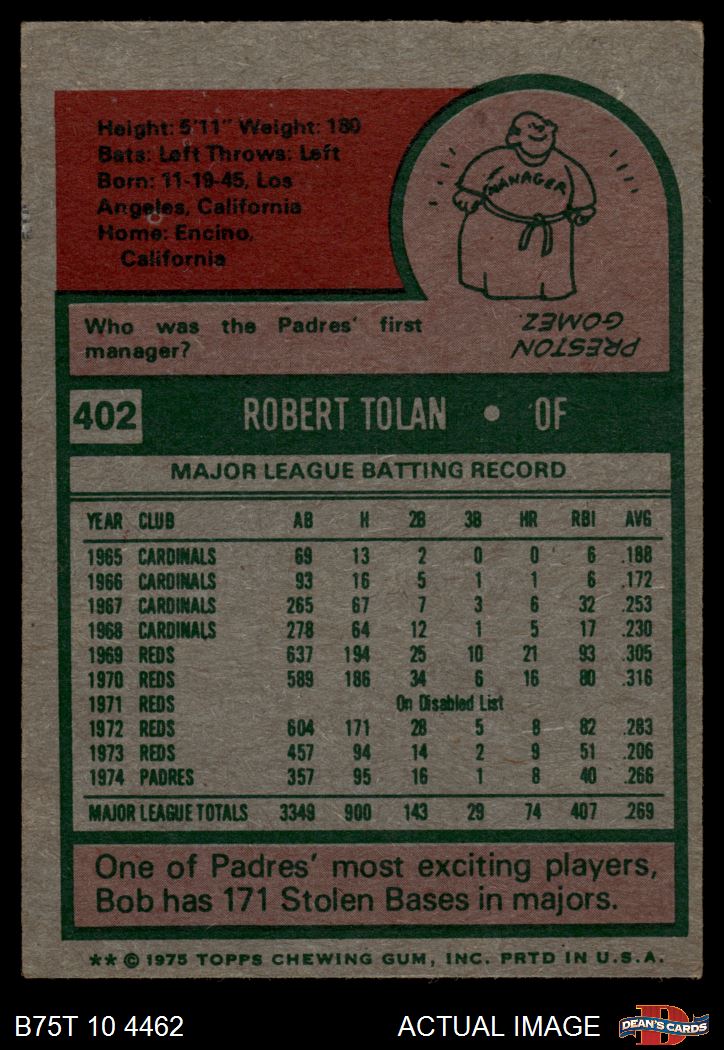 Height: 5'11" Weight: 180
Bats: Left Throws: Left
Born: 11-19-45, Los
Angeles, California
Home: Encino,
California
MANAGER
Who was the Padres' first
manager?
PRESTON
GOMEZ.
402 ROBERT TOLAN • OF
MAJOR LEAGUE BATTING RECORD
YEAR CLUB AB H 2B 3B HR RBI AVG
1965 CARDINALS 69 13 2 0 0 6 .188
1966 CARDINALS 93 16 5 1 1 6 .172
1967 CARDINALS 265 67 7 3 6 32 .253
1968 CARDINALS 278 64 12 1 5 17 .230
1969 REDS 637 194 25 10 21 93 .305
1970 REDS 589 186 34 6 16 80 .316
1971 REDS On Disabled List
1972 REDS 604 171 28 5 8 82 .283
1973 REDS 457 94 14 2 9 51 .206
1974 PADRES 357 95 16 1 8 40 .266
MAJOR LEAGUE TOTALS 3349 900 143 29 74 407 .269
One of Padres' most exciting players,
Bob has 171 Stolen Bases in majors.
** © 1975 TOPPS CHEWING GUM, INC. PRTD IN U.S.A.
B75T 10 4462 ACTUAL IMAGE D DEAN'S CARDS